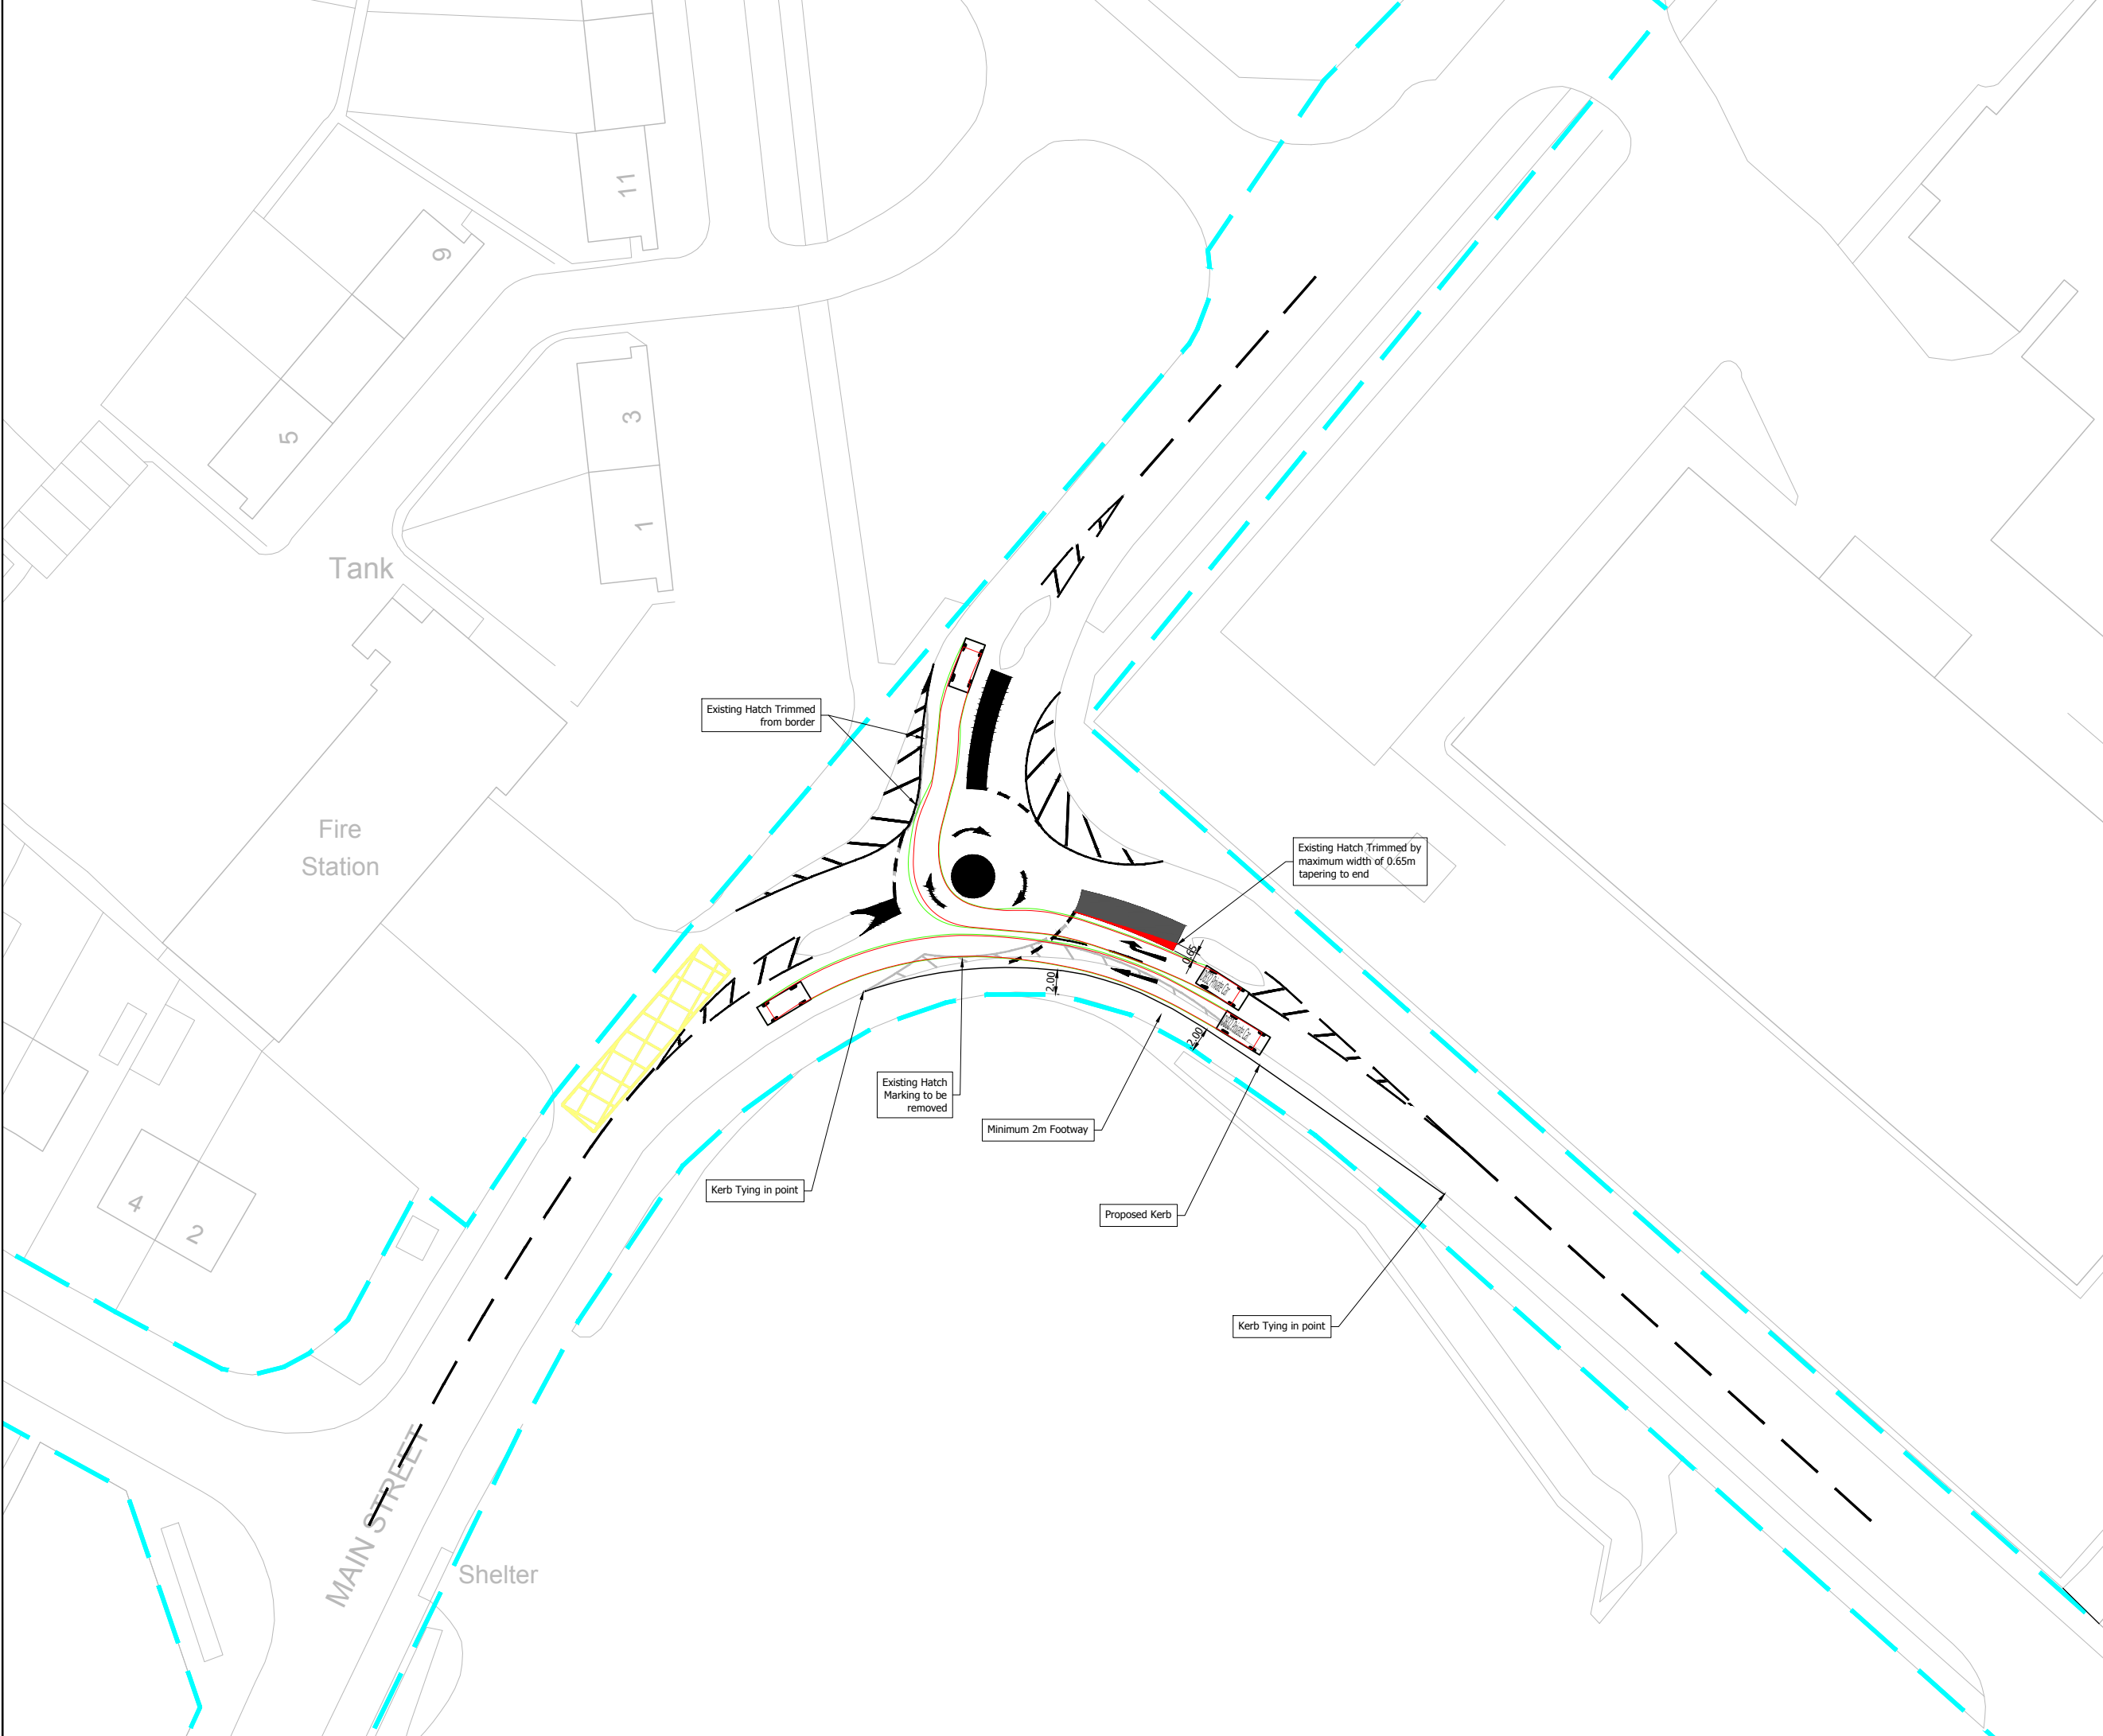 11
9
3
5
1
Tank
Existing Hatch Trimmed
from border
Fire
Station
Existing Hatch Trimmed by
maximum width of 0.65m
tapering to end
0.65
2.00
2.00
Existing Hatch
Marking to be
removed
Minimum 2m Footway
Kerb Tying in point
Proposed Kerb
4
2
Kerb Tying in point
MAIN STREET
Shelter